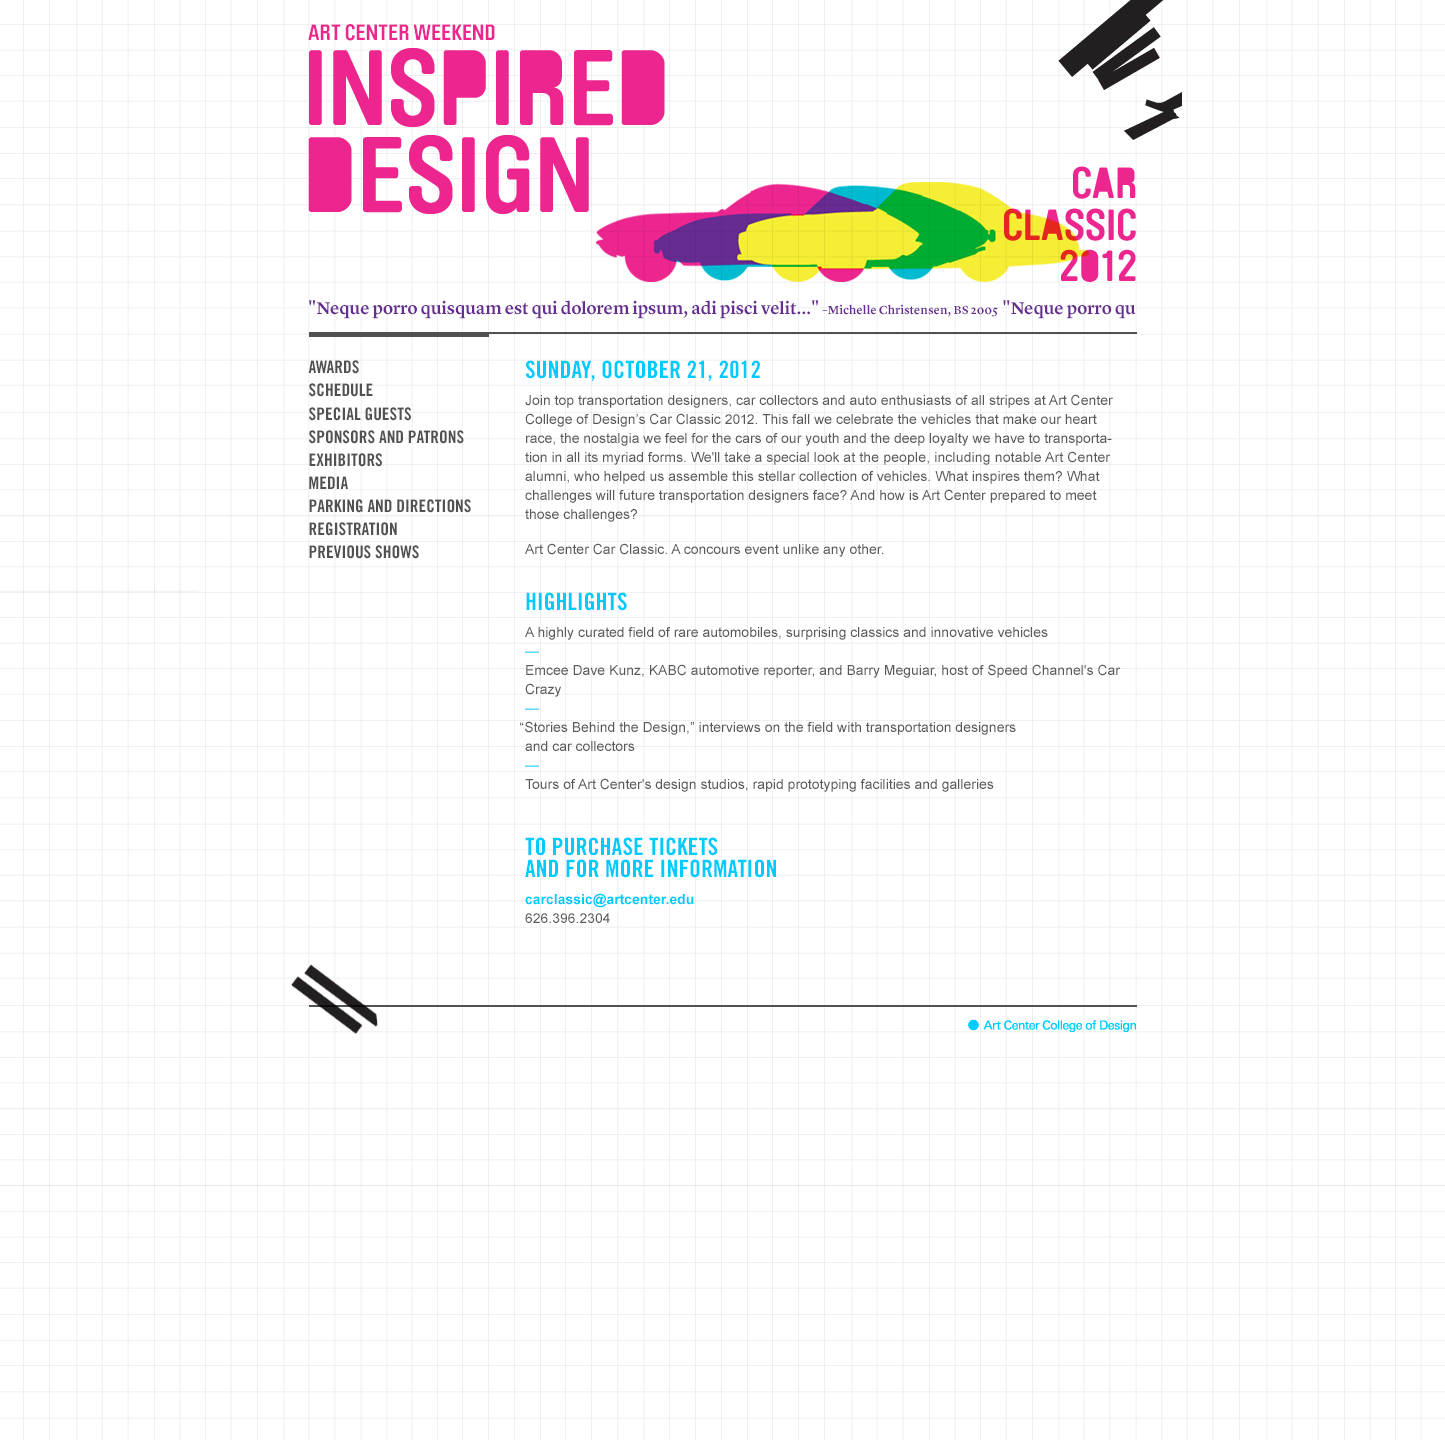 ART CENTER WEEKEND
INSPIRED
DESIGN
CAR
CLASSIC
2012
"Neque porro quisquam est qui dolorem ipsum, adi pisci velit..." –Michelle Christensen, BS 2005 "Neque porro qu
AWARDS
SCHEDULE
SPECIAL GUESTS
SPONSORS AND PATRONS
EXHIBITORS
MEDIA
PARKING AND DIRECTIONS
REGISTRATION
PREVIOUS SHOWS
SUNDAY, OCTOBER 21, 2012
Join top transportation designers, car collectors and auto enthusiasts of all stripes at Art Center
College of Design’s Car Classic 2012. This fall we celebrate the vehicles that make our heart
race, the nostalgia we feel for the cars of our youth and the deep loyalty we have to transporta-
tion in all its myriad forms. We'll take a special look at the people, including notable Art Center
alumni, who helped us assemble this stellar collection of vehicles. What inspires them? What
challenges will future transportation designers face? And how is Art Center prepared to meet
those challenges?
Art Center Car Classic. A concours event unlike any other.
HIGHLIGHTS
A highly curated field of rare automobiles, surprising classics and innovative vehicles
—
Emcee Dave Kunz, KABC automotive reporter, and Barry Meguiar, host of Speed Channel's Car
Crazy
—
“Stories Behind the Design,” interviews on the field with transportation designers
and car collectors
—
Tours of Art Center's design studios, rapid prototyping facilities and galleries
TO PURCHASE TICKETS
AND FOR MORE INFORMATION
carclassic@artcenter.edu
626.396.2304
Art Center College of Design